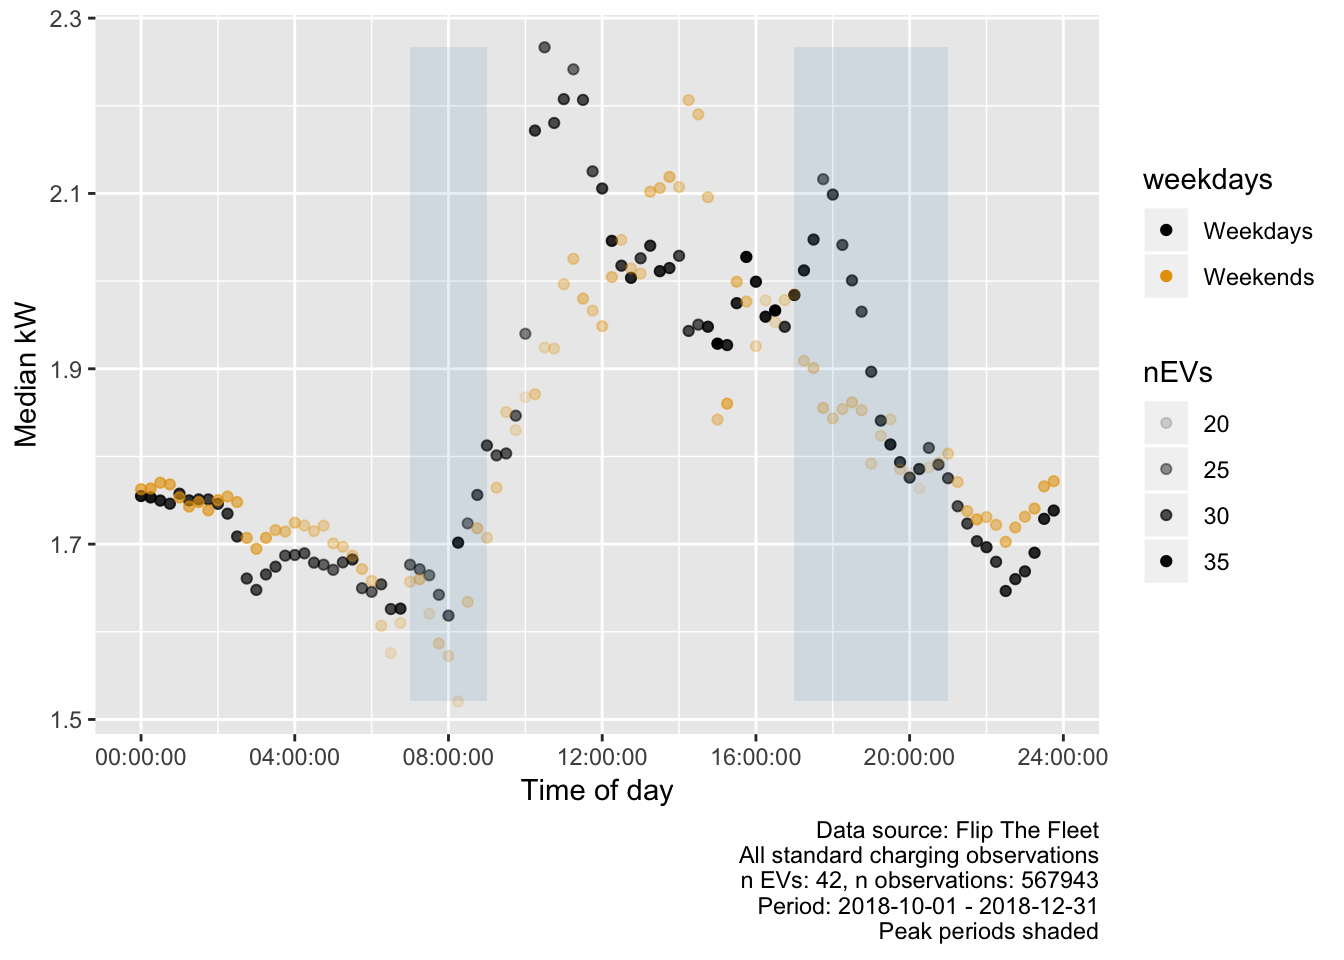 2.3
2.1
1.9
1.7
1.5
Median kW
00:00:00 04:00:00 08:00:00 12:00:00 16:00:00 20:00:00 24:00:00
Time of day
weekdays
Weekdays
Weekends
nEVs
20
25
30
35
Data source: Flip The Fleet
All standard charging observations
n EVs: 42, n observations: 567943
Period: 2018-10-01 - 2018-12-31
Peak periods shaded